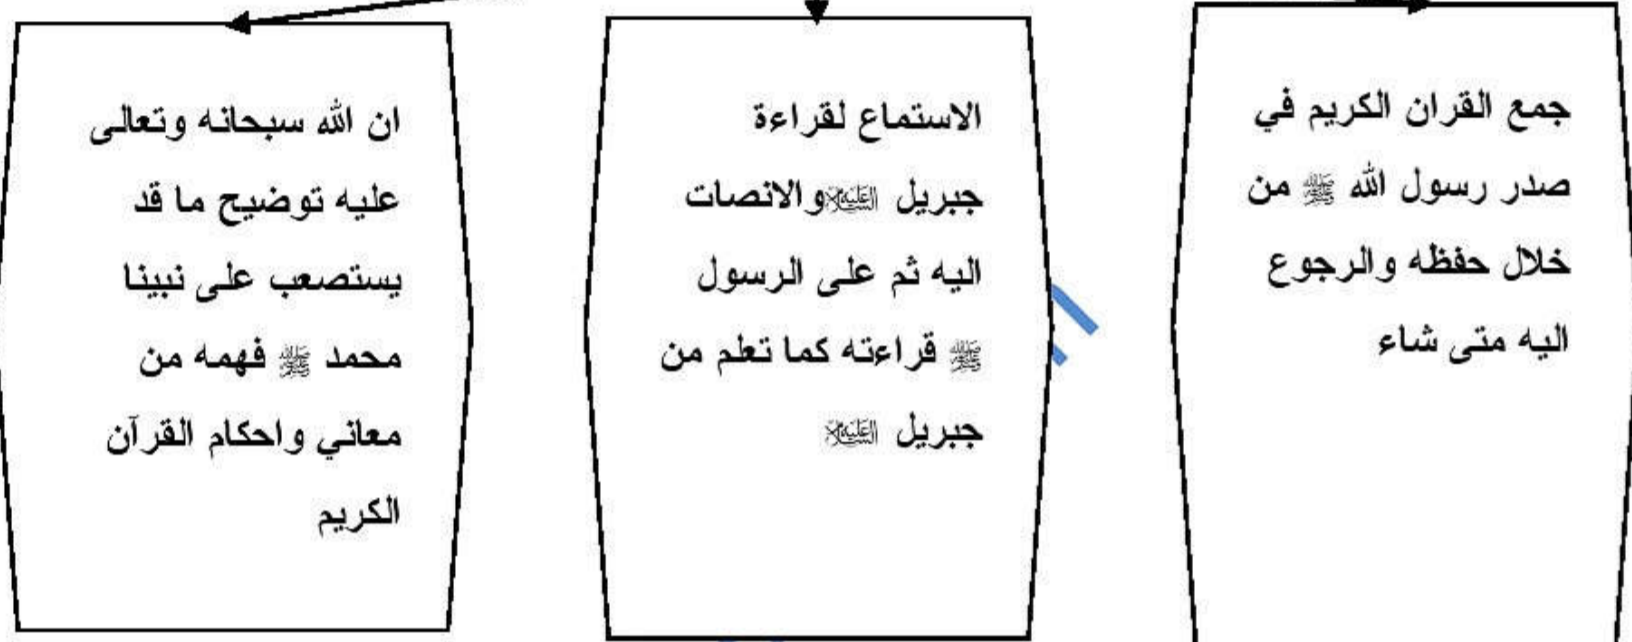 جمع القران الكريم في
صدر رسول الله ﷺ من
خلال حفظه والرجوع
اليه متى شاء
الاستماع لقراءة
جبريل عليه السلام والانصات
اليه ثم على الرسول
ﷺ قراءته كما تعلم من
جبريل عليه السلام
ان الله سبحانه وتعالى
عليه توضيح ما قد
يستصعب على نبينا
محمد ﷺ فهمه من
معاني واحكام القرآن
الكريم